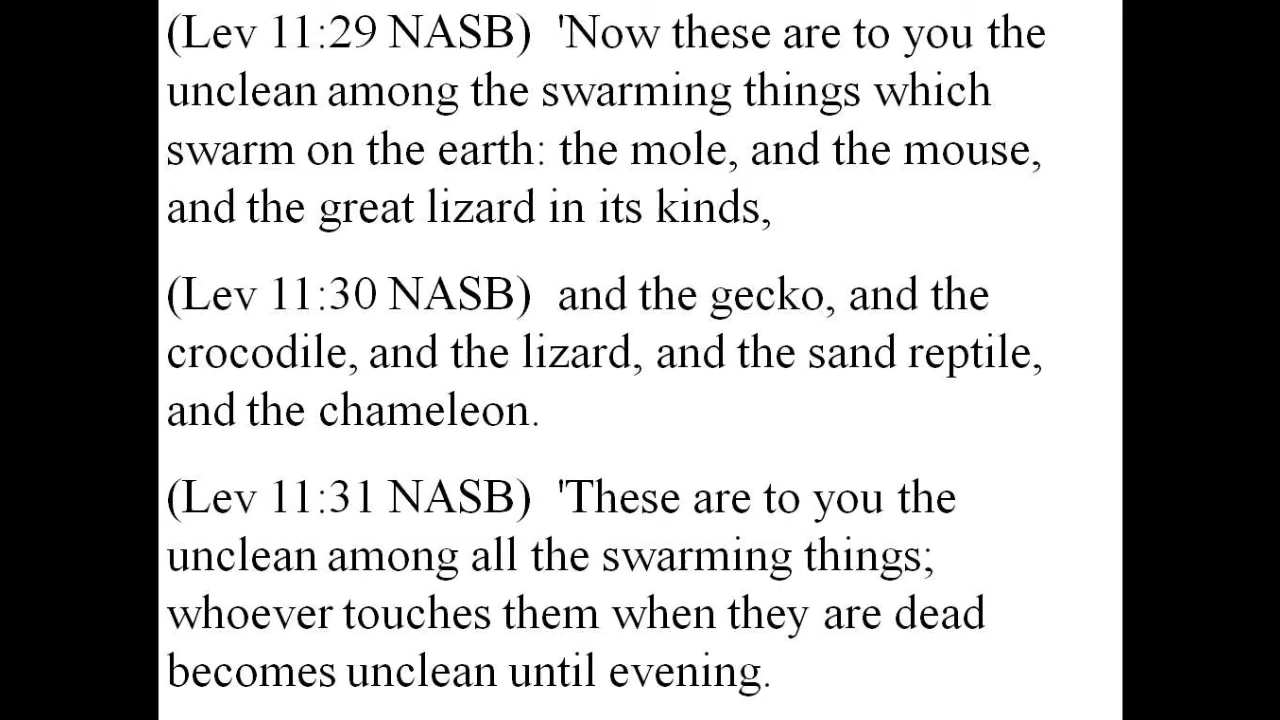 (Lev 11:29 NASB)  'Now these are to you the
unclean among the swarming things which
swarm on the earth: the mole, and the mouse,
and the great lizard in its kinds,
(Lev 11:30 NASB)  and the gecko, and the
crocodile, and the lizard, and the sand reptile,
and the chameleon.
(Lev 11:31 NASB)  'These are to you the
unclean among all the swarming things;
whoever touches them when they are dead
becomes unclean until evening.